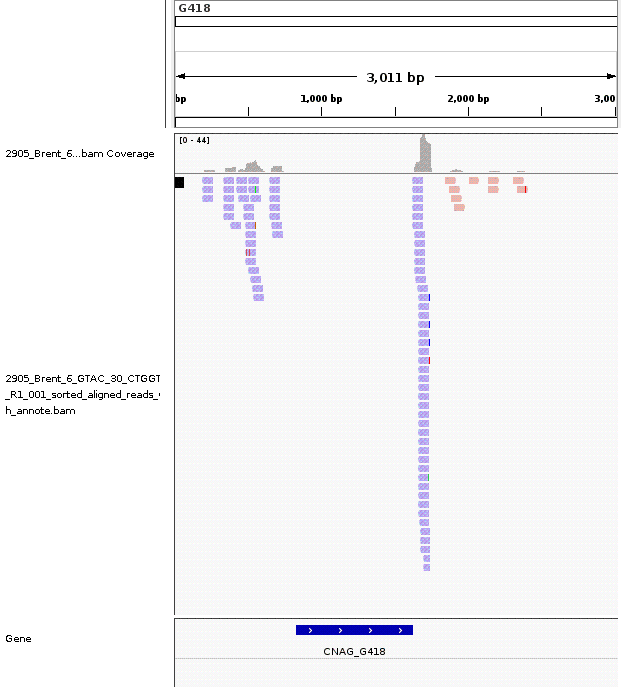 G418
3,011 bp
bp 1,000 bp 2,000 bp 3,00
[0 - 44]
2905_Brent_6...bam Coverage
2905_Brent_6_GTAC_30_CTGGT
_R1_001_sorted_aligned_reads_
h_annote.bam
Gene
CNAG_G418